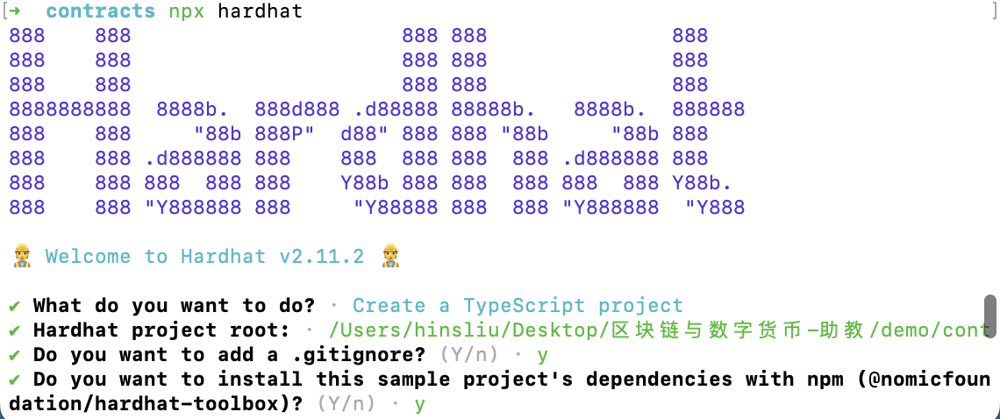 [➜  contracts npx hardhat ]
888    888                      888 888               888
888    888                      888 888               888
888    888                      888 888               888
8888888888  8888b.  888d888 .d88888 88888b.   8888b.  888888
888    888     "88b 888P"  d88" 888 888 "88b     "88b 888
888    888 .d888888 888    888  888 888  888 .d888888 888
888    888 888  888 888    Y88b 888 888  888 888  888 Y88b.
888    888 "Y888888 888     "Y88888 888  888 "Y888888  "Y888
👷 Welcome to Hardhat v2.11.2 👷
✔ What do you want to do? · Create a TypeScript project
✔ Hardhat project root: · /Users/hinsliu/Desktop/区块链与数字货币-助教/demo/cont
✔ Do you want to add a .gitignore? (Y/n) · y
✔ Do you want to install this sample project's dependencies with npm (@nomicfoun
dation/hardhat-toolbox)? (Y/n) · y